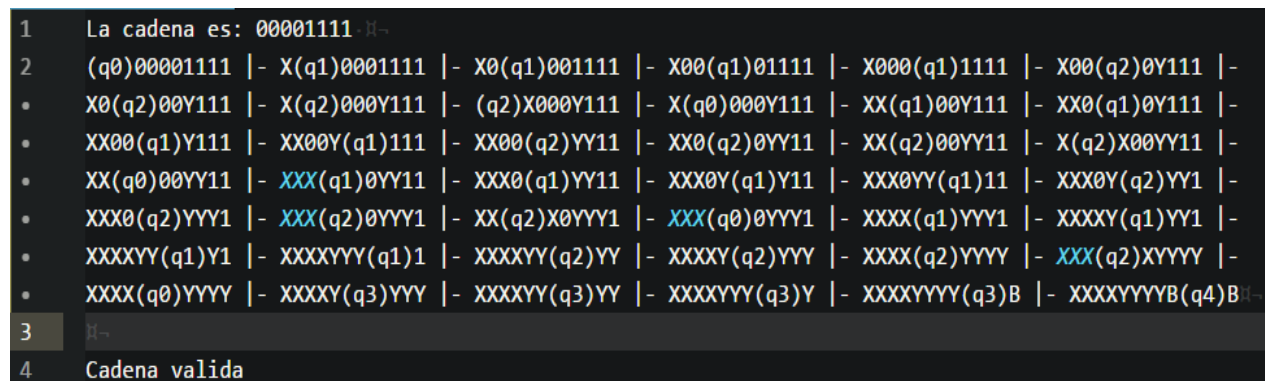 1 La cadena es: 00001111·¤¬
2 (q0)00001111 |- X(q1)0001111 |- X0(q1)001111 |- X00(q1)01111 |- X000(q1)1111 |- X00(q2)0Y111 |-
• X0(q2)00Y111 |- X(q2)000Y111 |- (q2)X000Y111 |- X(q0)000Y111 |- XX(q1)00Y111 |- XX0(q1)0Y111 |-
• XX00(q1)Y111 |- XX00Y(q1)111 |- XX00(q2)YY11 |- XX0(q2)0YY11 |- XX(q2)00YY11 |- X(q2)X00YY11 |-
• XX(q0)00YY11 |- XXX(q1)0YY11 |- XXX0(q1)YY11 |- XXX0Y(q1)Y11 |- XXX0YY(q1)11 |- XXX0Y(q2)YY1 |-
• XXX0(q2)YYY1 |- XXX(q2)0YYY1 |- XX(q2)X0YYY1 |- XXX(q0)0YYY1 |- XXXX(q1)YYY1 |- XXXXY(q1)YY1 |-
• XXXXYY(q1)Y1 |- XXXXYYY(q1)1 |- XXXXYY(q2)YY |- XXXXY(q2)YYY |- XXXX(q2)YYYY |- XXX(q2)XYYYY |-
• XXXX(q0)YYYY |- XXXXY(q3)YYY |- XXXXYY(q3)YY |- XXXXYYY(q3)Y |- XXXXYYYY(q3)B |- XXXXYYYYB(q4)B¤¬
3 ¤¬
4 Cadena valida